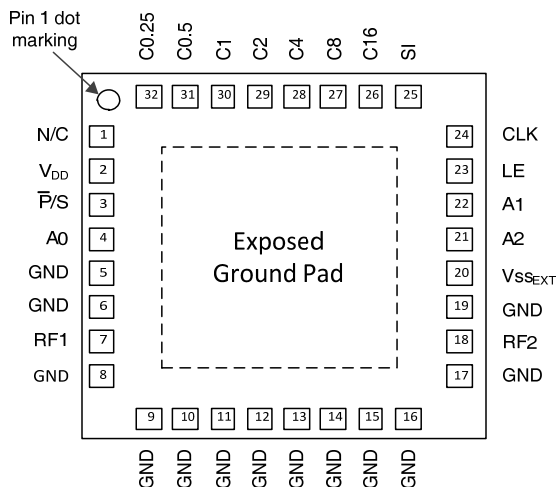 Pin 1 dot
marking
C0.25
C0.5
C1
C2
C4
C8
C16
SI
32
31
30
29
28
27
26
25
N/C
1
24
CLK
V_DD
2
23
LE
P̅/S
3
22
A1
A0
4
21
A2
GND
5
20
Vss_EXT
GND
6
19
GND
RF1
7
18
RF2
GND
8
17
GND
Exposed
Ground Pad
9
10
11
12
13
14
15
16
GND
GND
GND
GND
GND
GND
GND
GND